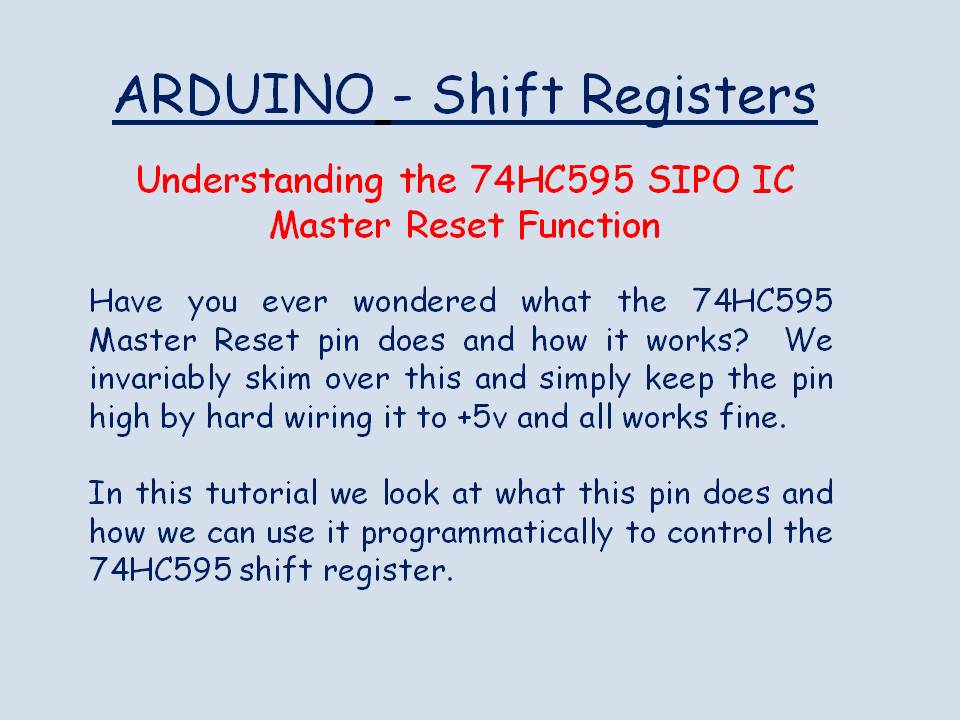 ARDUINO - Shift Registers
Understanding the 74HC595 SIPO IC
Master Reset Function
Have you ever wondered what the 74HC595
Master Reset pin does and how it works? We
invariably skim over this and simply keep the pin
high by hard wiring it to +5v and all works fine.
In this tutorial we look at what this pin does and
how we can use it programmatically to control the
74HC595 shift register.